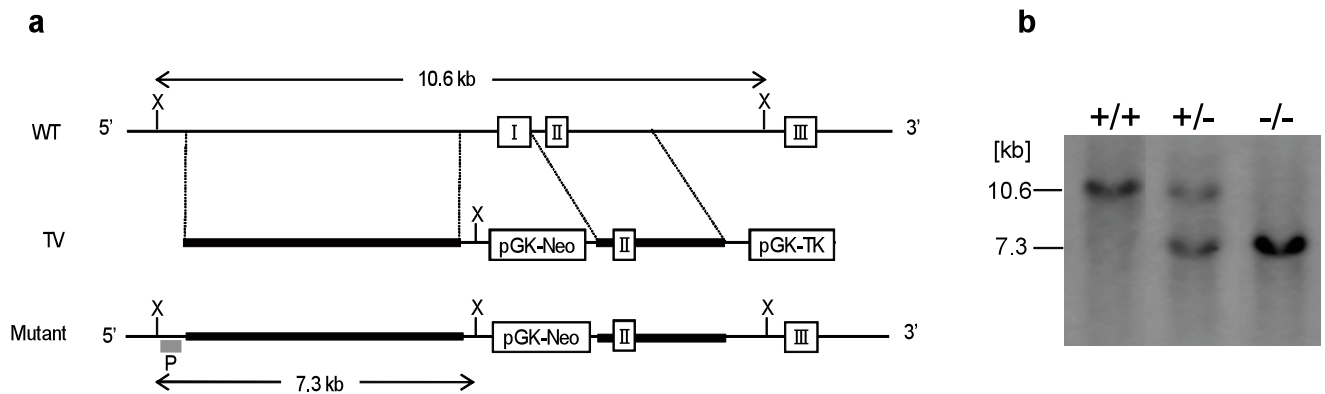 a
10.6 kb
X X
WT 5’ I II III 3’
X
TV pGK-Neo II pGK-TK
X X X
Mutant 5’ pGK-Neo II III 3’
P
7.3 kb
b
+/+ +/- -/-
[kb]
10.6
7.3